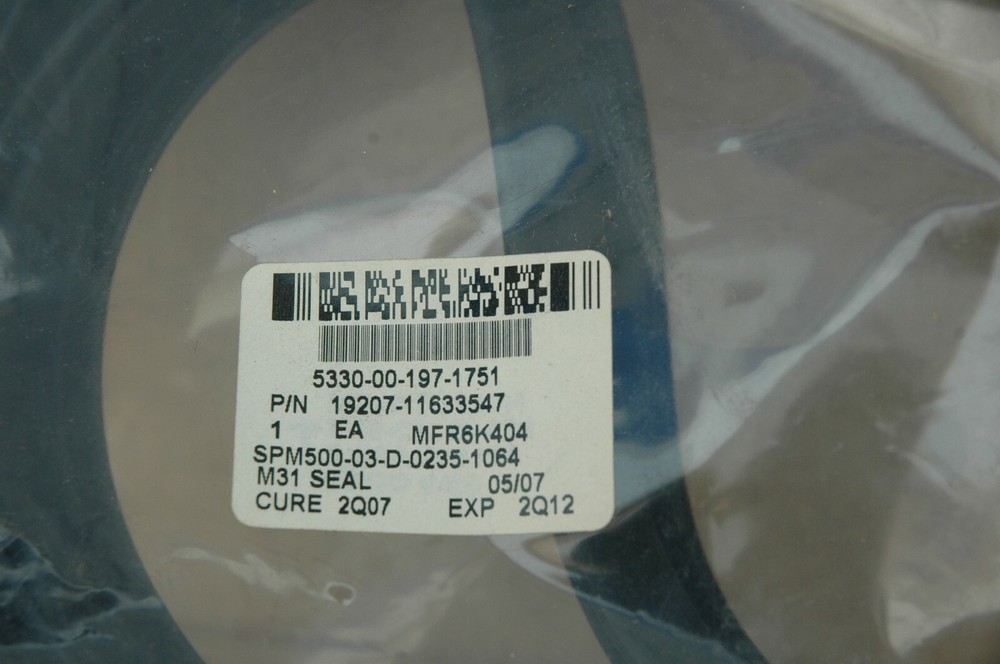 5330-00-197-1751
P/N 19207-11633547
1 EA MFR6K404
SPM500-03-D-0235-1064
M31 SEAL 05/07
CURE 2Q07 EXP 2Q12